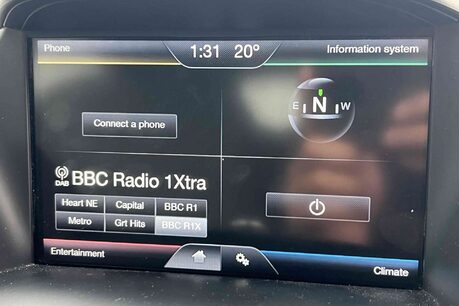 Phone 1:31 20° Information system
E N W
Connect a phone
DAB BBC Radio 1Xtra
Heart NE Capital BBC R1
Metro Grt Hits BBC R1X
Entertainment Climate